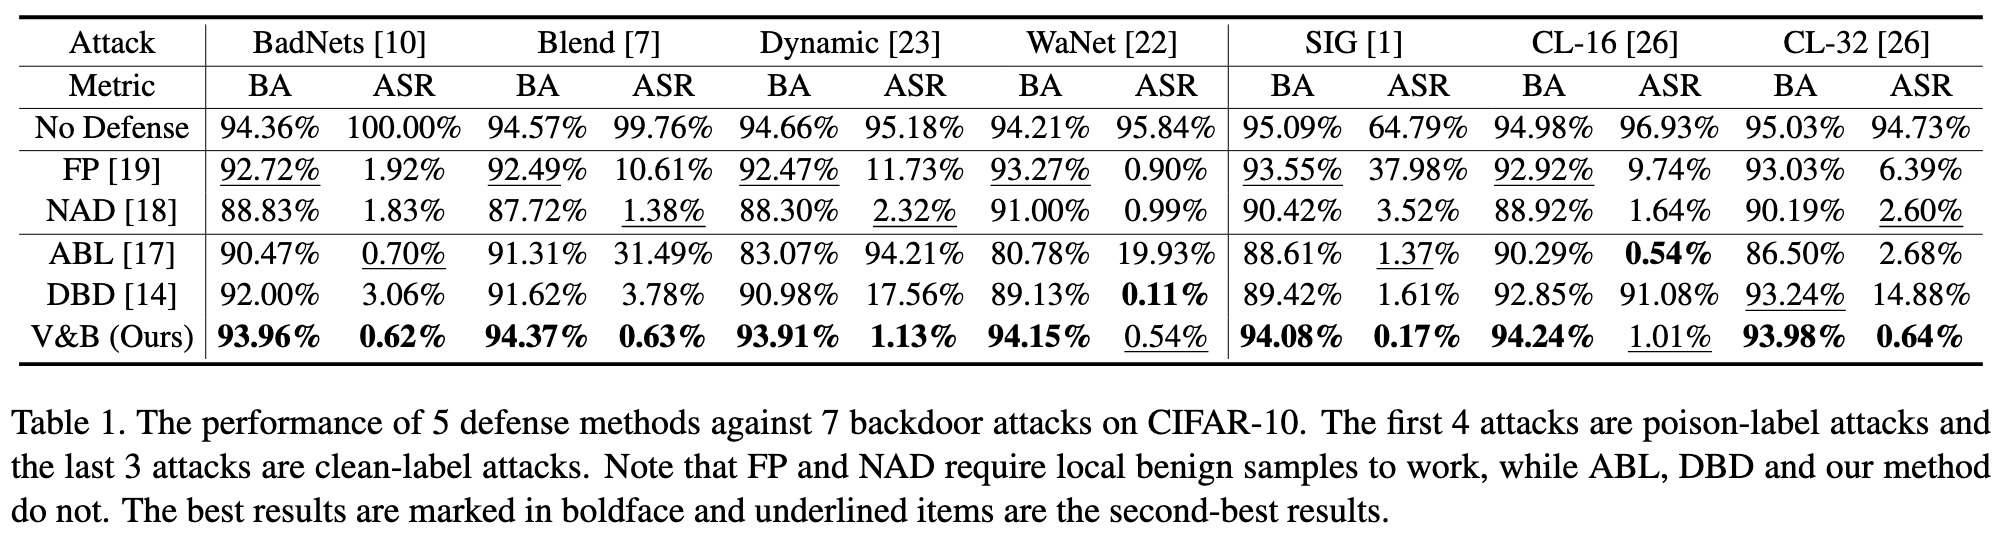 Attack BadNets [10] Blend [7] Dynamic [23] WaNet [22] SIG [1] CL-16 [26] CL-32 [26]
Metric BA ASR BA ASR BA ASR BA ASR BA ASR BA ASR BA ASR
No Defense 94.36% 100.00% 94.57% 99.76% 94.66% 95.18% 94.21% 95.84% 95.09% 64.79% 94.98% 96.93% 95.03% 94.73%
FP [19] 92.72% 1.92% 92.49% 10.61% 92.47% 11.73% 93.27% 0.90% 93.55% 37.98% 92.92% 9.74% 93.03% 6.39%
NAD [18] 88.83% 1.83% 87.72% 1.38% 88.30% 2.32% 91.00% 0.99% 90.42% 3.52% 88.92% 1.64% 90.19% 2.60%
ABL [17] 90.47% 0.70% 91.31% 31.49% 83.07% 94.21% 80.78% 19.93% 88.61% 1.37% 90.29% 0.54% 86.50% 2.68%
DBD [14] 92.00% 3.06% 91.62% 3.78% 90.98% 17.56% 89.13% 0.11% 89.42% 1.61% 92.85% 91.08% 93.24% 14.88%
V&B (Ours) 93.96% 0.62% 94.37% 0.63% 93.91% 1.13% 94.15% 0.54% 94.08% 0.17% 94.24% 1.01% 93.98% 0.64%
Table 1. The performance of 5 defense methods against 7 backdoor attacks on CIFAR-10. The first 4 attacks are poison-label attacks and
the last 3 attacks are clean-label attacks. Note that FP and NAD require local benign samples to work, while ABL, DBD and our method
do not. The best results are marked in boldface and underlined items are the second-best results.